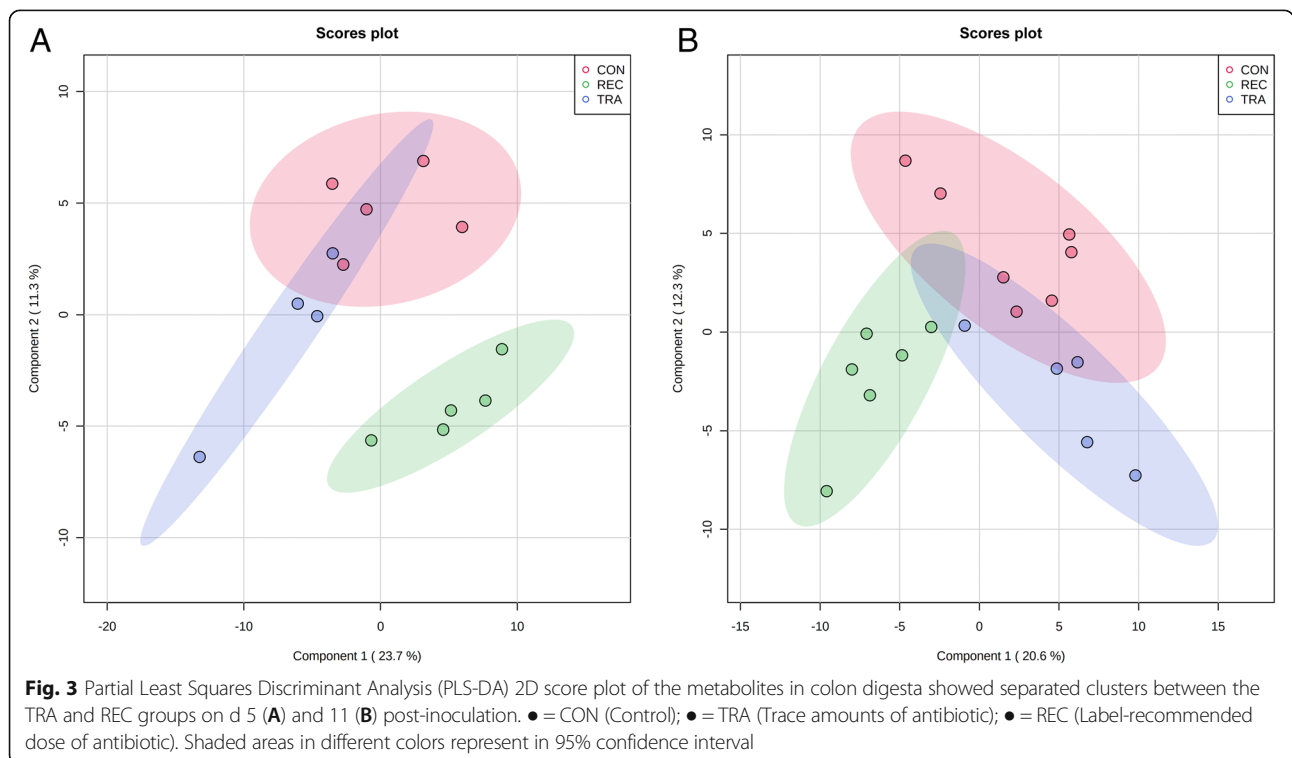 A
Scores plot
CON
REC
TRA
Component 2 ( 11.3 %)
10
5
0
-5
-10
-20
-10
0
10
Component 1 ( 23.7 %)
B
Scores plot
CON
REC
TRA
Component 2 ( 12.3 %)
10
5
0
-5
-10
-15
-10
-5
0
5
10
15
Component 1 ( 20.6 %)
Fig. 3 Partial Least Squares Discriminant Analysis (PLS-DA) 2D score plot of the metabolites in colon digesta showed separated clusters between the
TRA and REC groups on d 5 (A) and 11 (B) post-inoculation. ● = CON (Control); ● = TRA (Trace amounts of antibiotic); ● = REC (Label-recommended
dose of antibiotic). Shaded areas in different colors represent in 95% confidence interval